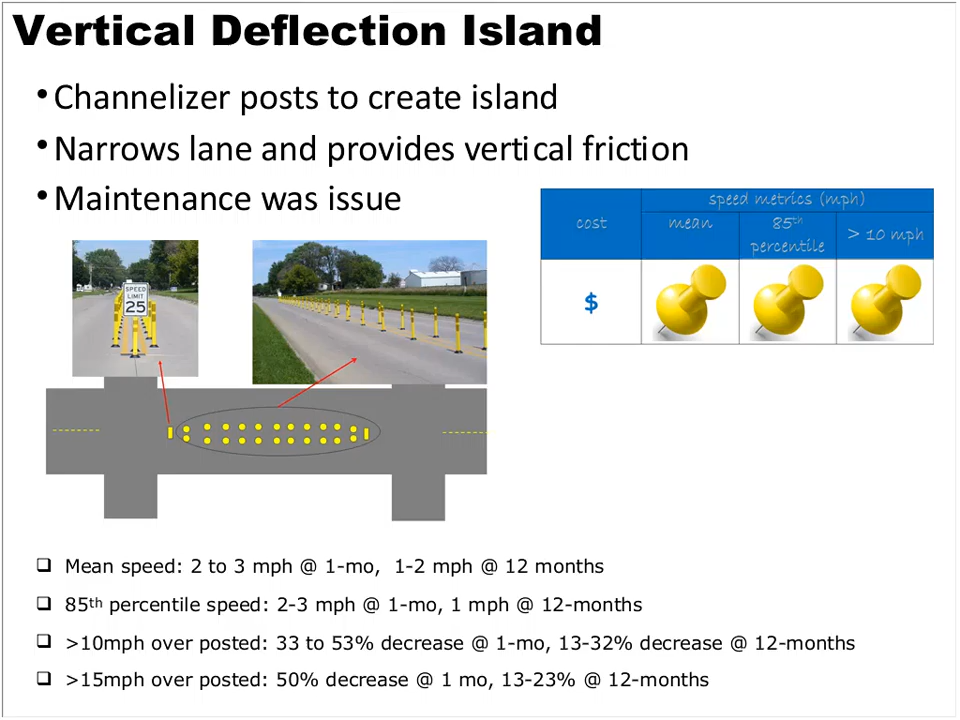 Vertical Deflection Island
• Channelizer posts to create island
• Narrows lane and provides vertical friction
• Maintenance was issue
cost
speed metrics (mph)
mean
85th percentile
> 10 mph
$
SPEED
LIMIT
25
❑ Mean speed: 2 to 3 mph @ 1-mo, 1-2 mph @ 12 months
❑ 85th percentile speed: 2-3 mph @ 1-mo, 1 mph @ 12-months
❑ >10mph over posted: 33 to 53% decrease @ 1-mo, 13-32% decrease @ 12-months
❑ >15mph over posted: 50% decrease @ 1 mo, 13-23% @ 12-months